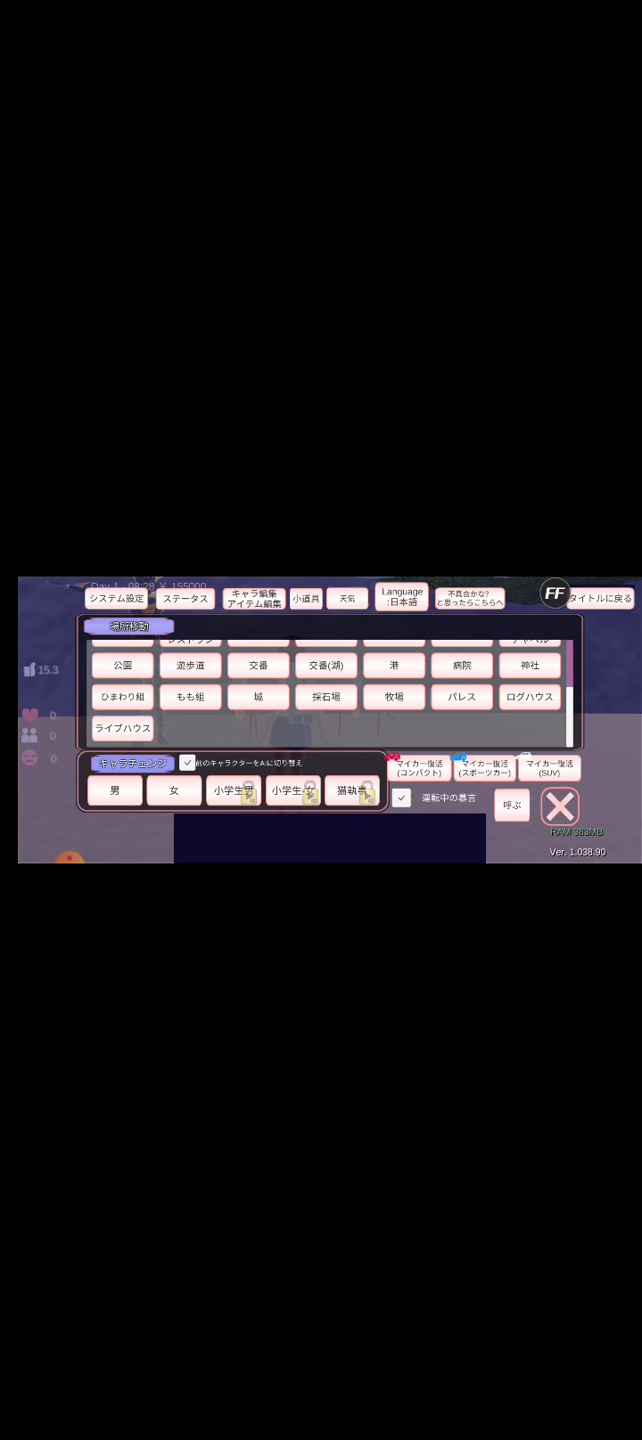 Day 1 - 08:28 ¥ 155000
システム設定
ステータス
キャラ編集
アイテム編集
小道具
天気
Language
:日本語
不具合かな?
と思ったらこちらへ
FF
タイトルに戻る
場所移動
レストラン
チャペル
公園
遊歩道
交番
交番(湖)
港
病院
神社
ひまわり組
もも組
城
採石場
牧場
パレス
ログハウス
ライブハウス
15.3
0
0
0
キャラチェンジ
前のキャラクターをAIに切り替え
男
女
小学生男
小学生女
猫執事
マイカー復活
(コンパクト)
マイカー復活
(スポーツカー)
マイカー復活
(SUV)
運転中の暴言
呼ぶ
RAM 383MB
Ver. 1.038.90